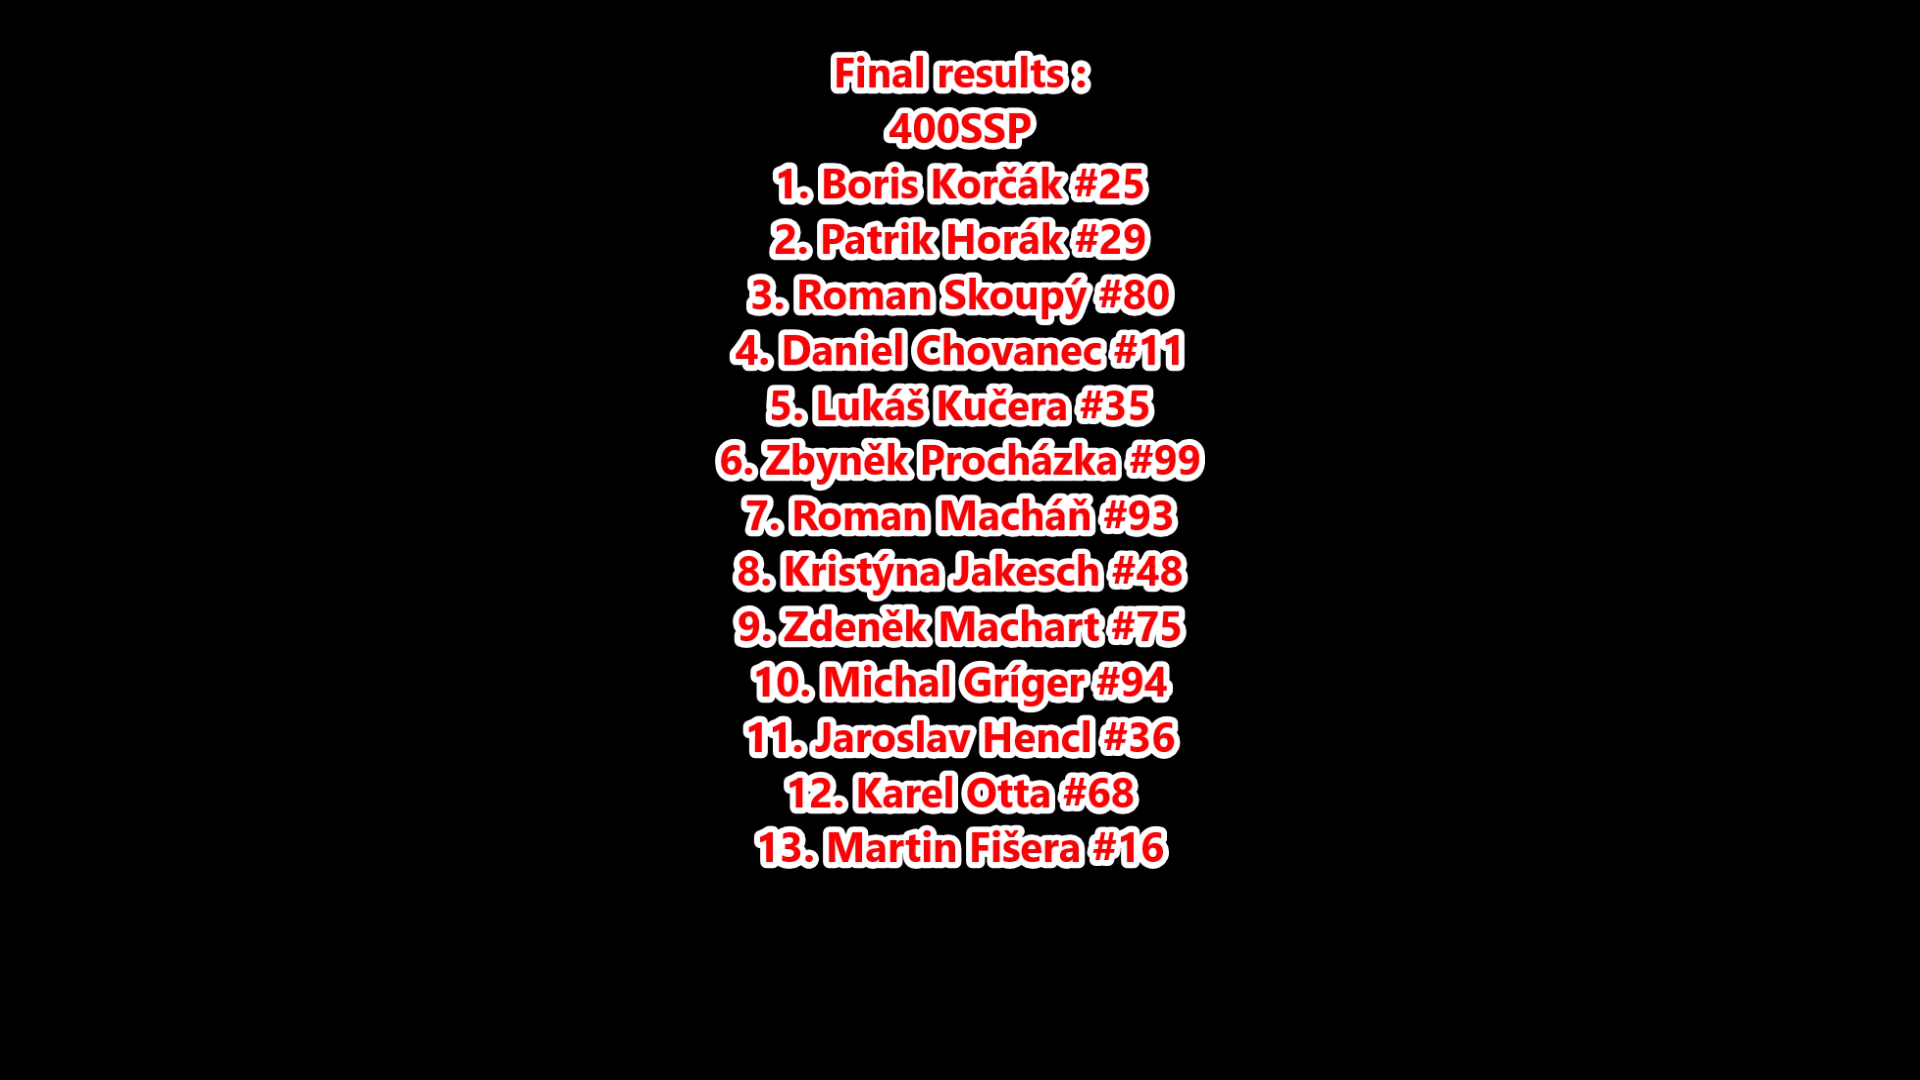 Final results :
400SSP
1. Boris Korčák #25
2. Patrik Horák #29
3. Roman Skoupý #80
4. Daniel Chovanec #11
5. Lukáš Kučera #35
6. Zbyněk Procházka #99
7. Roman Macháň #93
8. Kristýna Jakesch #48
9. Zdeněk Machart #75
10. Michal Gríger #94
11. Jaroslav Hencl #36
12. Karel Otta #68
13. Martin Fišera #16